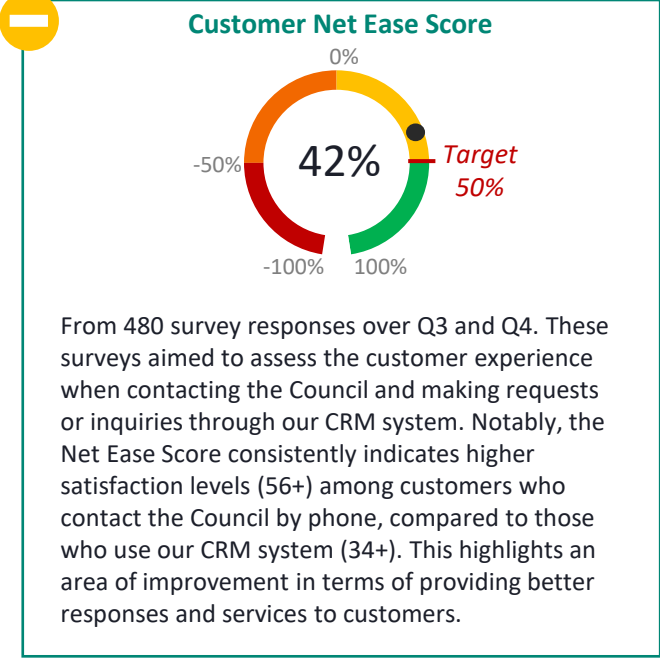 Customer Net Ease Score
0%
-50%
42%
Target
50%
-100%
100%
From 480 survey responses over Q3 and Q4. These
surveys aimed to assess the customer experience
when contacting the Council and making requests
or inquiries through our CRM system. Notably, the
Net Ease Score consistently indicates higher
satisfaction levels (56+) among customers who
contact the Council by phone, compared to those
who use our CRM system (34+). This highlights an
area of improvement in terms of providing better
responses and services to customers.